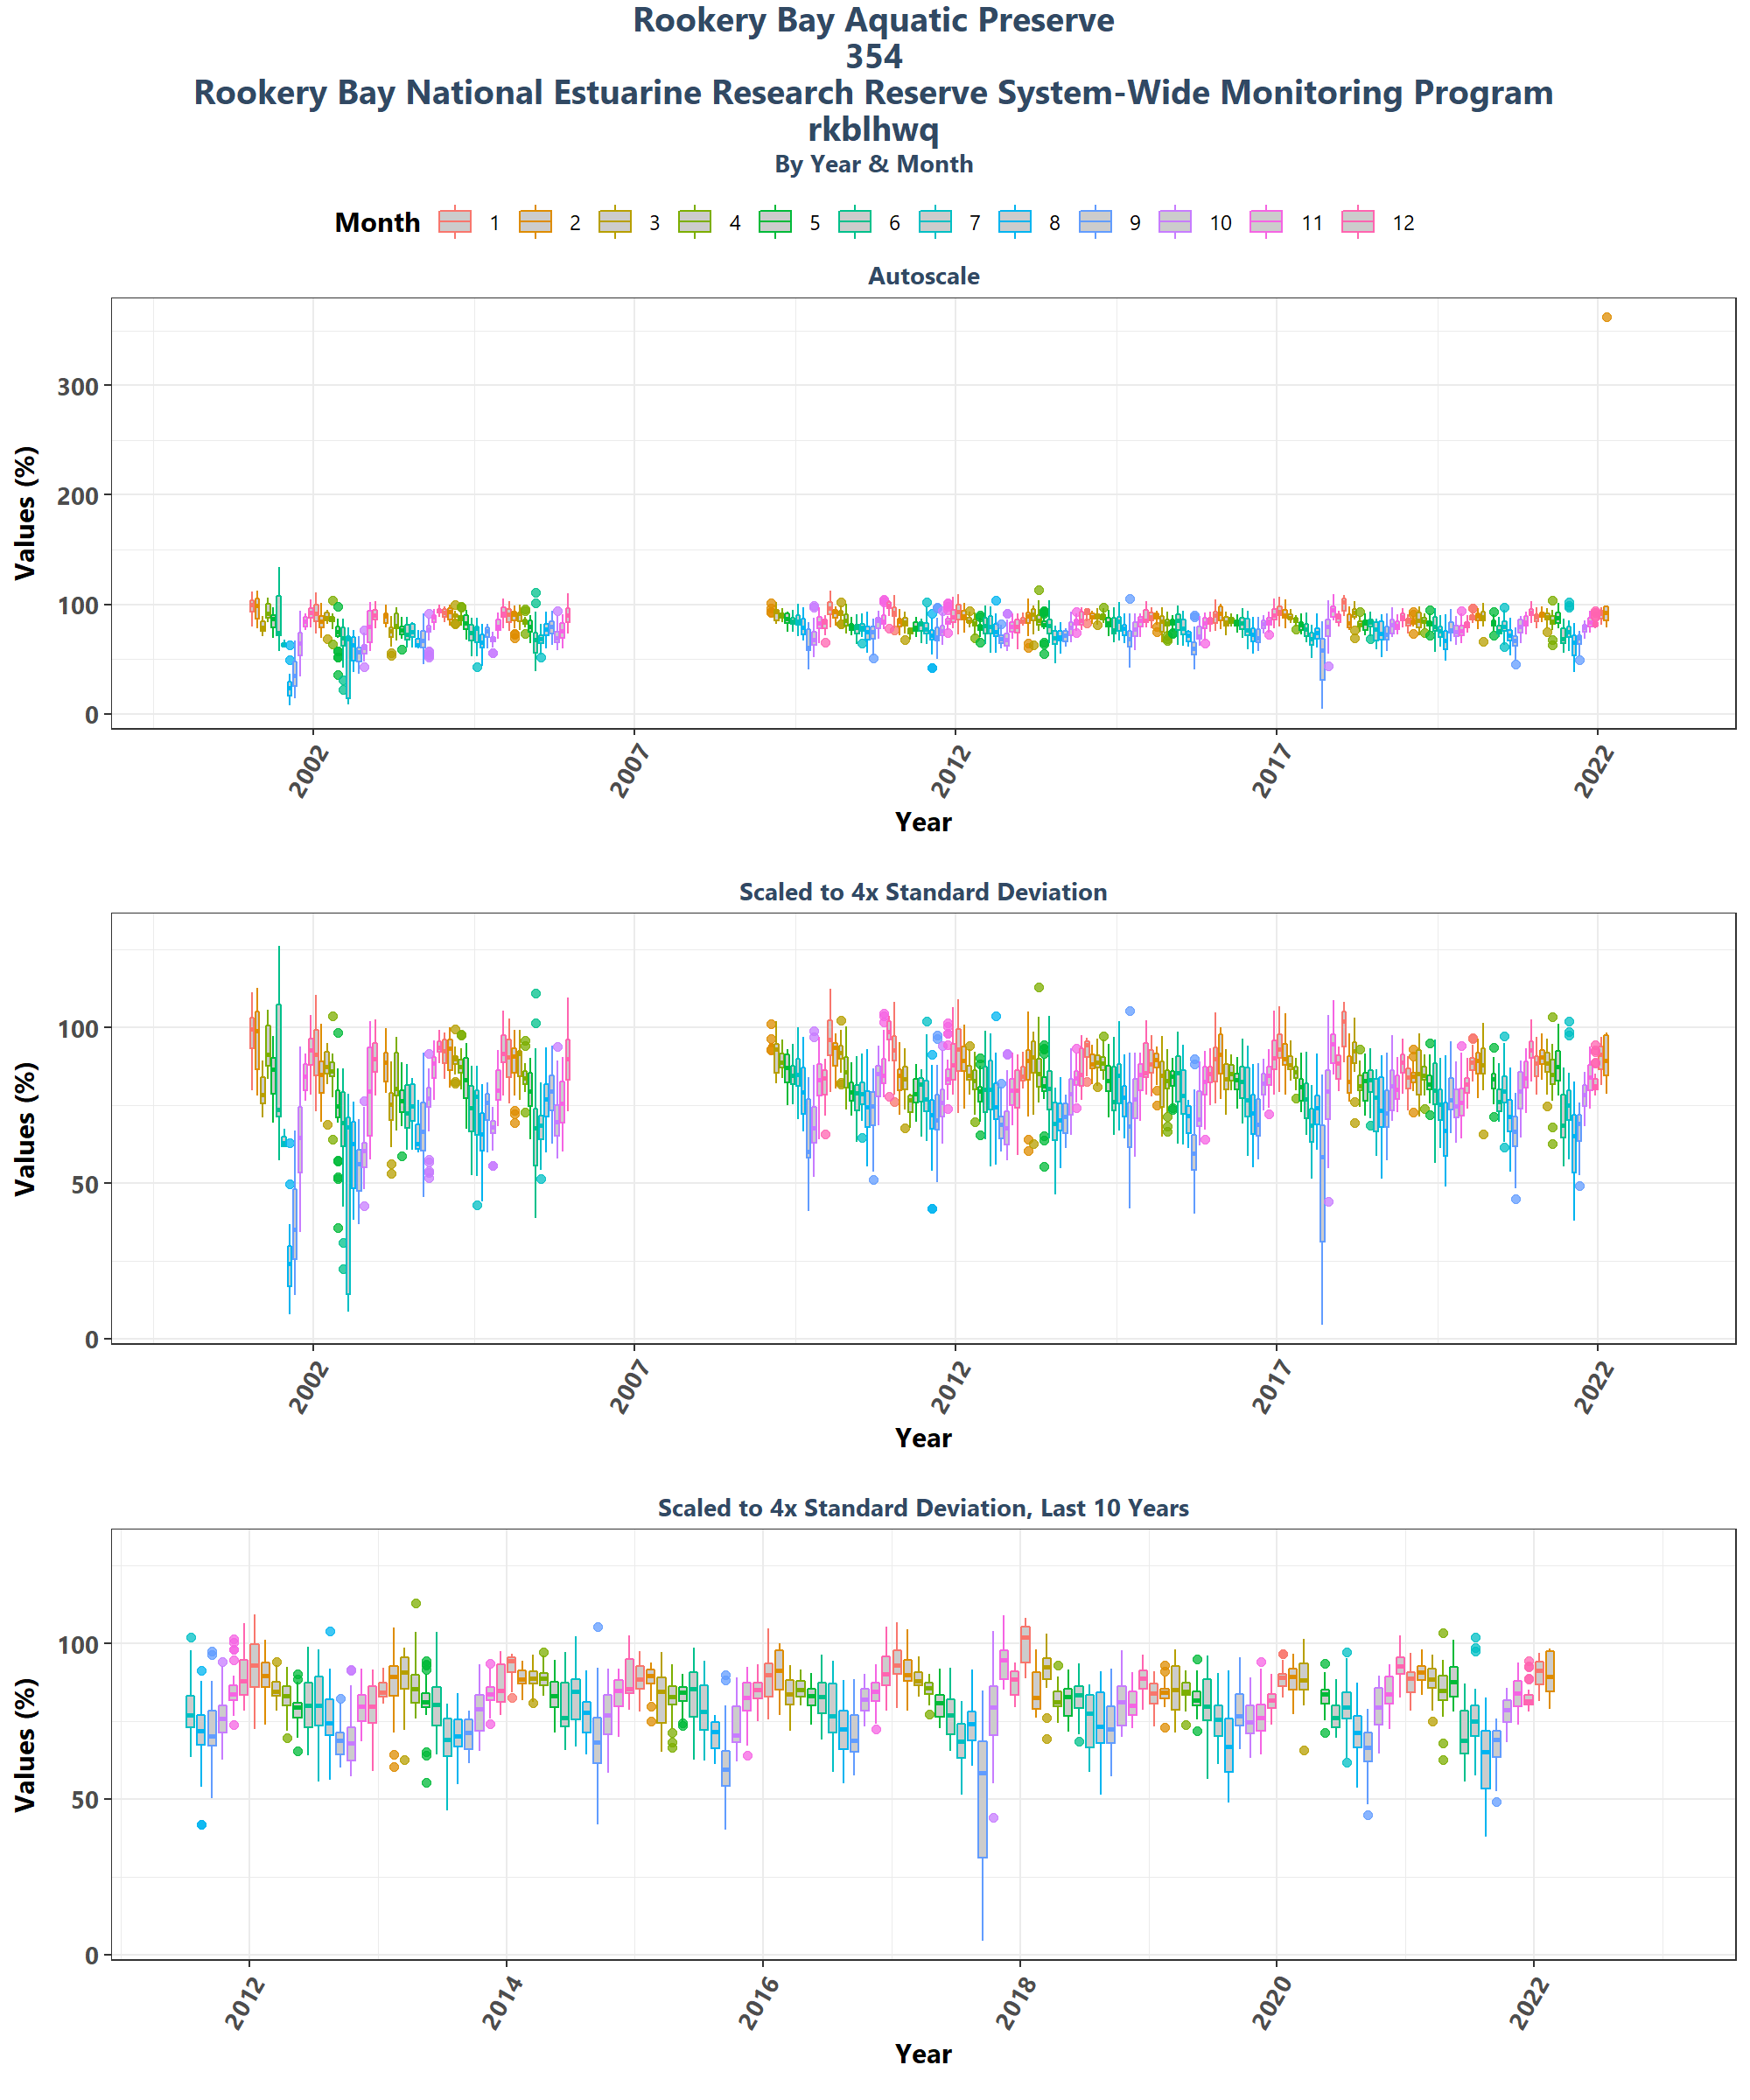 Rookery Bay Aquatic Preserve
354
Rookery Bay National Estuarine Research Reserve System-Wide Monitoring Program
rkblhwq
By Year & Month
Month 1 2 3 4 5 6 7 8 9 10 11 12
Autoscale
Values (%)
300
200
100
0
2002 2007 2012 2017 2022
Year
Scaled to 4x Standard Deviation
Values (%)
100
50
0
2002 2007 2012 2017 2022
Year
Scaled to 4x Standard Deviation, Last 10 Years
Values (%)
100
50
0
2012 2014 2016 2018 2020 2022
Year